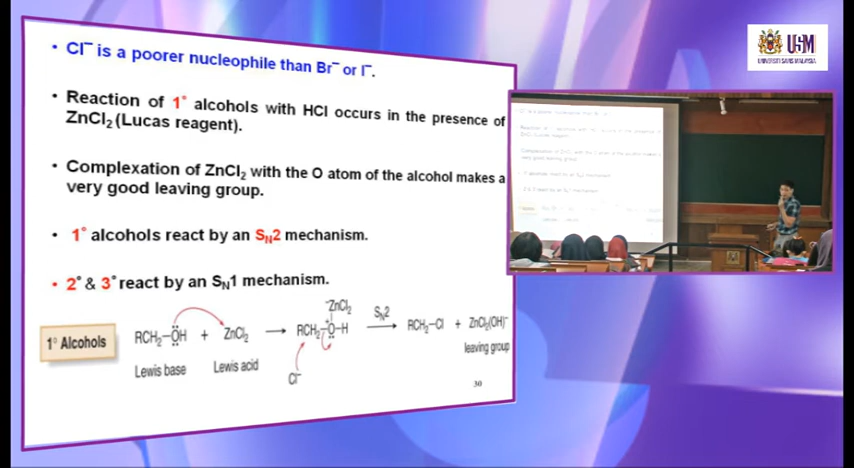 • Cl⁻ is a poorer nucleophile than Br⁻ or I⁻.
• Reaction of 1° alcohols with HCl occurs in the presence of
ZnCl₂ (Lucas reagent).
• Complexation of ZnCl₂ with the O atom of the alcohol makes a
very good leaving group.
• 1° alcohols react by an SN2 mechanism.
• 2° & 3° react by an SN1 mechanism.
⁻ZnCl₂
1° Alcohols RCH₂–ÖH + ZnCl₂ → RCH₂–O⁺–H SN2 → RCH₂–Cl + ZnCl₂(OH)⁻
Lewis base Lewis acid Cl⁻ leaving group
30
USM
UNIVERSITI SAINS MALAYSIA